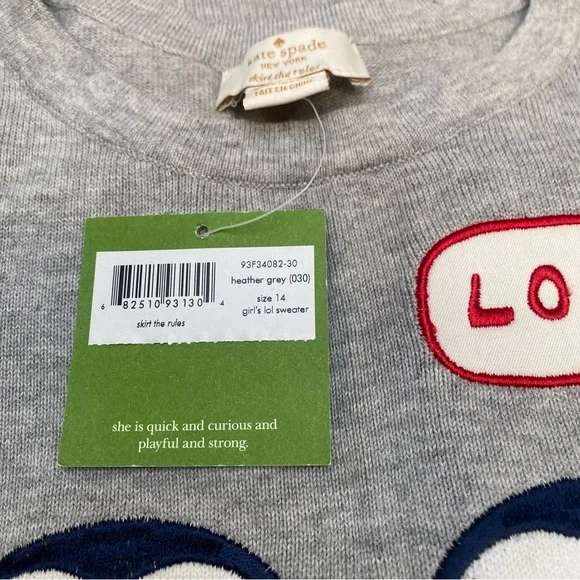 kate spade
NEW YORK
skirt the rules
FAIT EN CHINE
93F34082-30
heather grey (030)
size 14
girl's lol sweater
6 82510 93130 4
skirt the rules
she is quick and curious and
playful and strong.
LO